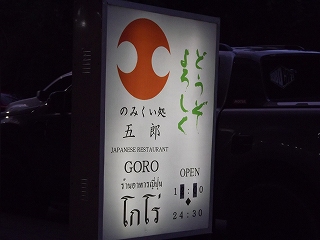 どうぞ
よろしく
のみくい処
五郎
JAPANESE RESTAURANT
GORO
ร้านอาหารญี่ปุ่น
โกโร่
OPEN
24:30